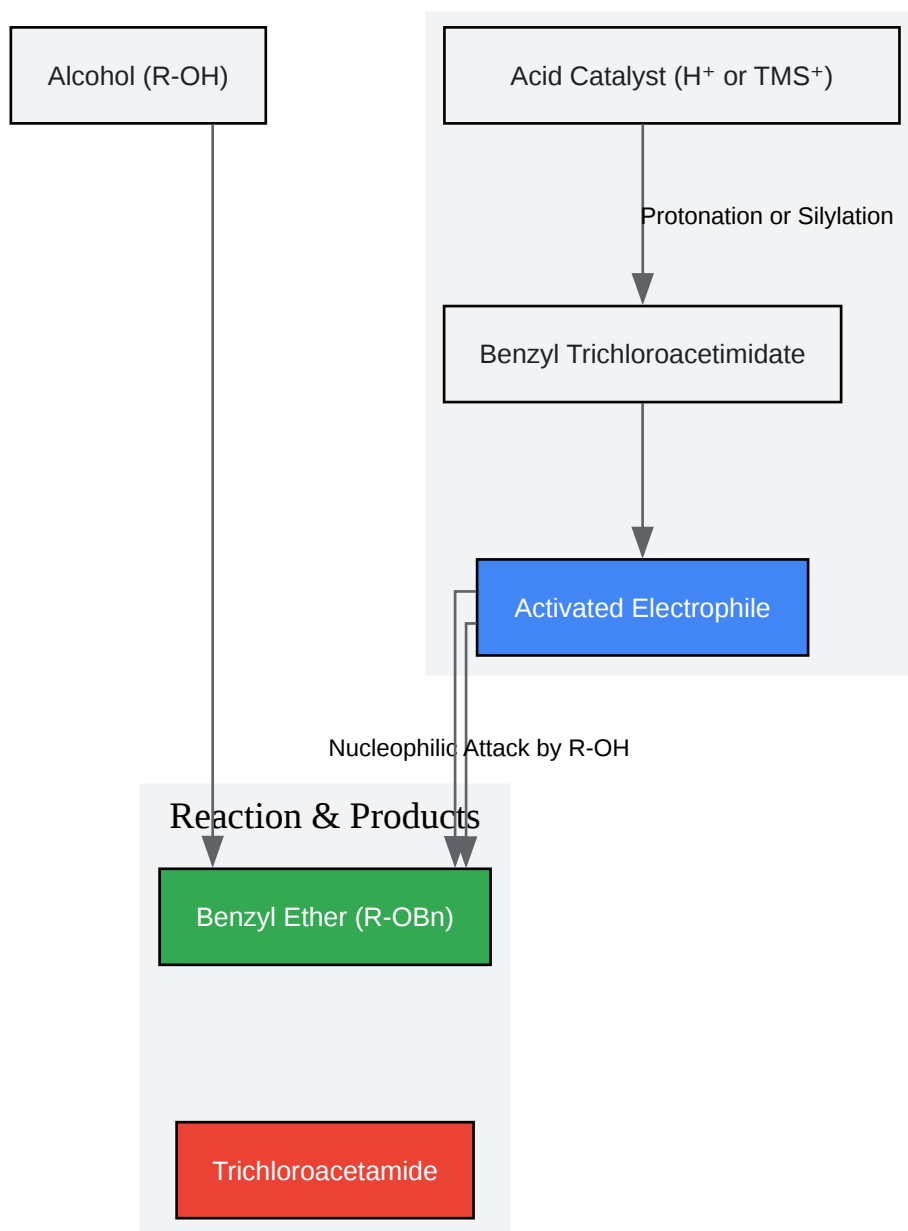 Alcohol (R-OH)
Acid Catalyst (H⁺ or TMS⁺)
Protonation or Silylation
Benzyl Trichloroacetimidate
Activated Electrophile
Nucleophilic Attack by R-OH
Reaction & Products
Benzyl Ether (R-OBn)
Trichloroacetamide